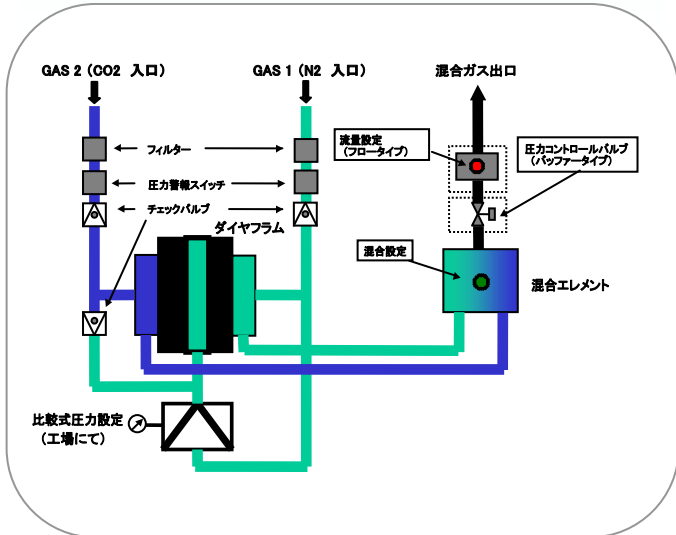 GAS 2 (CO2 入口)
GAS 1 (N2 入口)
混合ガス出口
フィルター
圧力警報スイッチ
チェックバルブ
ダイヤフラム
流量設定
(フロータイプ)
圧力コントロールバルブ
(バッファータイプ)
混合設定
混合エレメント
比較式圧力設定
(工場にて)